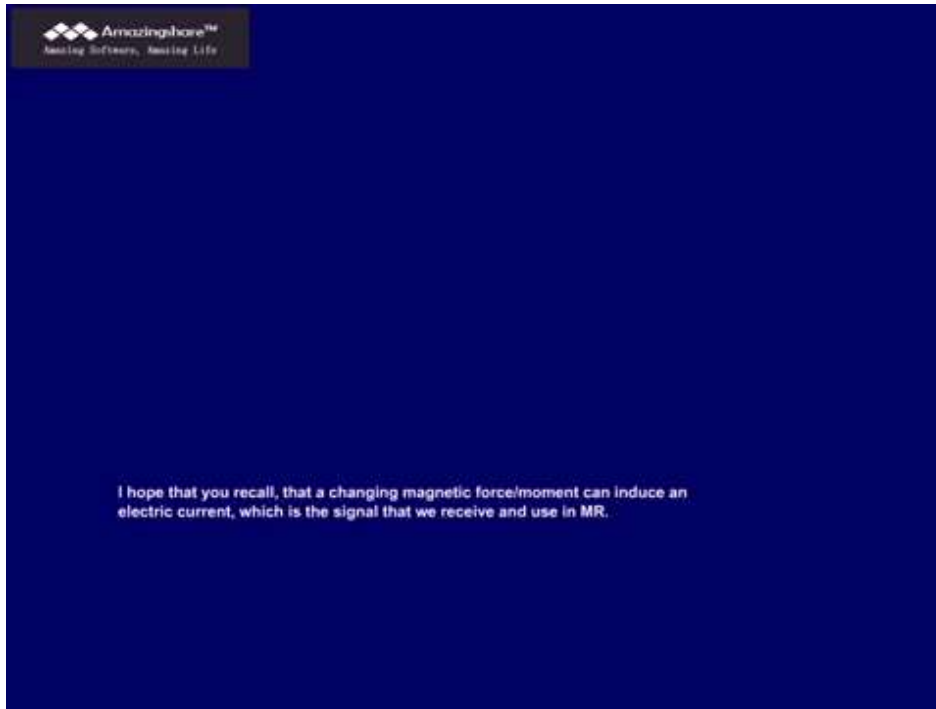 Amazingshare™
Amazing Software, Amazing Life
I hope that you recall, that a changing magnetic force/moment can induce an
electric current, which is the signal that we receive and use in MR.